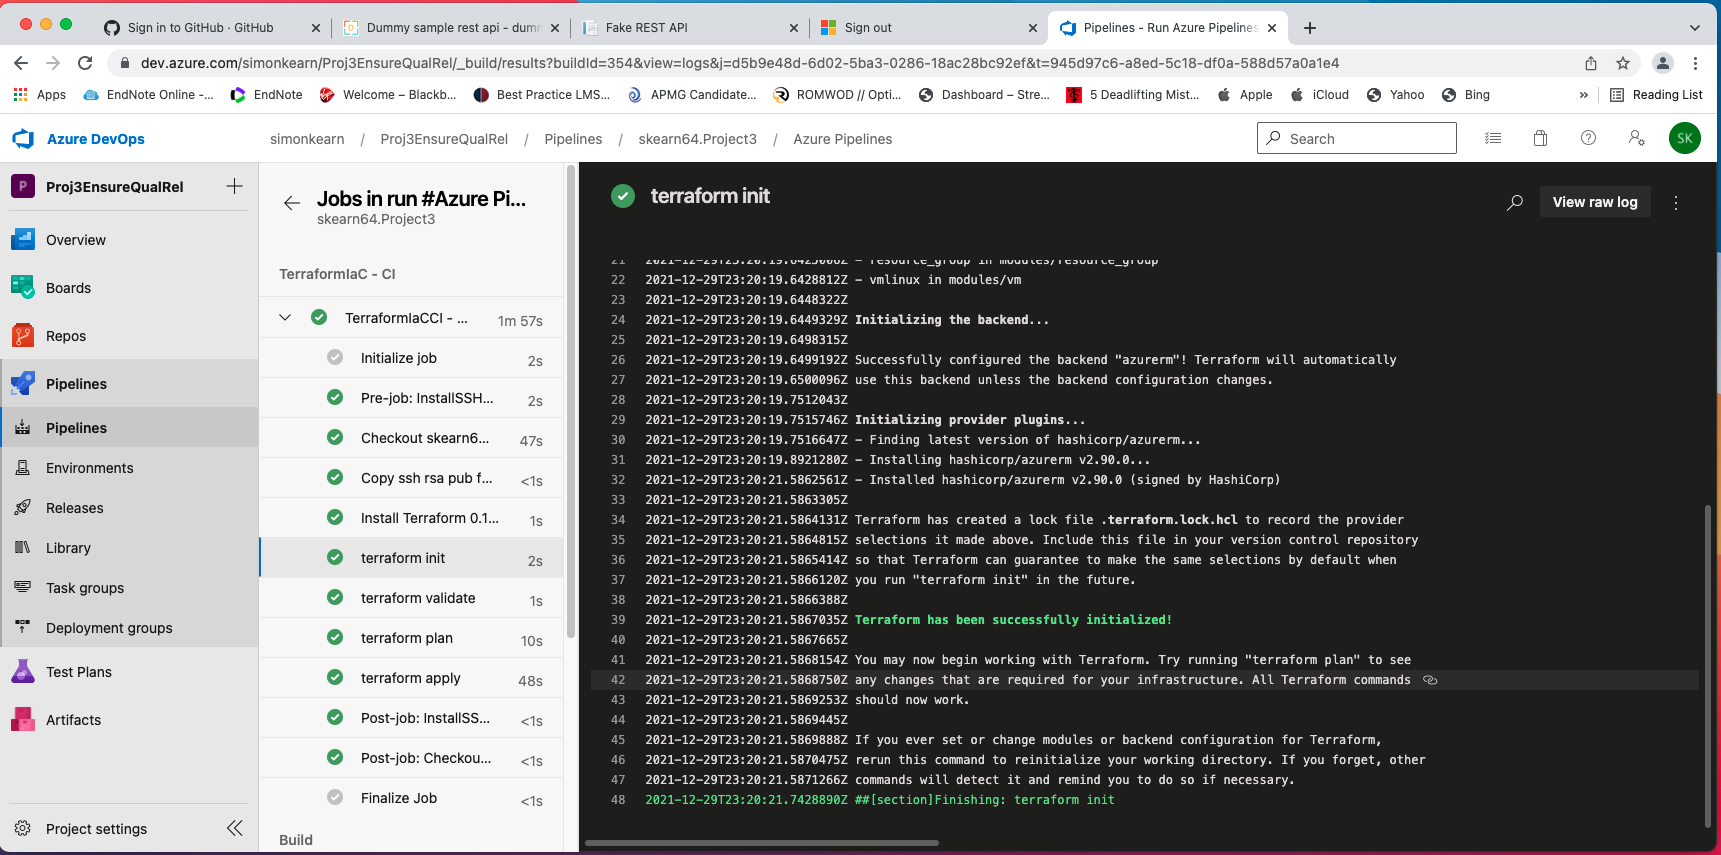 Sign in to GitHub · GitHub
Dummy sample rest api - dum
Fake REST API
Sign out
Pipelines - Run Azure Pipelines
dev.azure.com/simonkearn/Proj3EnsureQualRel/_build/results?buildId=354&view=logs&j=d5b9e48d-6d02-5ba3-0286-18ac28bc92ef&t=945d97c6-a8ed-5c18-df0a-588d57a0a1e4
Apps
EndNote Online -...
EndNote
Welcome – Blackb...
Best Practice LMS...
APMG Candidate...
ROMWOD // Opti...
Dashboard – Stre...
5 Deadlifting Mist...
Apple
iCloud
Yahoo
Bing
»
Reading List
Azure DevOps
simonkearn / Proj3EnsureQualRel / Pipelines / skearn64.Project3 / Azure Pipelines
Search
SK
P
Proj3EnsureQualRel
Overview
Boards
Repos
Pipelines
Pipelines
Environments
Releases
Library
Task groups
Deployment groups
Test Plans
Artifacts
Project settings
Jobs in run #Azure Pi...
skearn64.Project3
TerraformIaC - CI
TerraformIaCCI - ... 1m 57s
Initialize job 2s
Pre-job: InstallSSH... 2s
Checkout skearn6... 47s
Copy ssh rsa pub f... <1s
Install Terraform 0.1... 1s
terraform init 2s
terraform validate 1s
terraform plan 10s
terraform apply 48s
Post-job: InstallSS... <1s
Post-job: Checkou... <1s
Finalize Job <1s
Build
terraform init
View raw log
21 2021-12-29T23:20:19.6425006Z - resource_group in modules/resource_group
22 2021-12-29T23:20:19.6428812Z - vmlinux in modules/vm
23 2021-12-29T23:20:19.6448322Z
24 2021-12-29T23:20:19.6449329Z Initializing the backend...
25 2021-12-29T23:20:19.6498315Z
26 2021-12-29T23:20:19.6499192Z Successfully configured the backend "azurerm"! Terraform will automatically
27 2021-12-29T23:20:19.6500096Z use this backend unless the backend configuration changes.
28 2021-12-29T23:20:19.7512043Z
29 2021-12-29T23:20:19.7515746Z Initializing provider plugins...
30 2021-12-29T23:20:19.7516647Z - Finding latest version of hashicorp/azurerm...
31 2021-12-29T23:20:19.8921280Z - Installing hashicorp/azurerm v2.90.0...
32 2021-12-29T23:20:21.5862561Z - Installed hashicorp/azurerm v2.90.0 (signed by HashiCorp)
33 2021-12-29T23:20:21.5863305Z
34 2021-12-29T23:20:21.5864131Z Terraform has created a lock file .terraform.lock.hcl to record the provider
35 2021-12-29T23:20:21.5864815Z selections it made above. Include this file in your version control repository
36 2021-12-29T23:20:21.5865414Z so that Terraform can guarantee to make the same selections by default when
37 2021-12-29T23:20:21.5866120Z you run "terraform init" in the future.
38 2021-12-29T23:20:21.5866388Z
39 2021-12-29T23:20:21.5867035Z Terraform has been successfully initialized!
40 2021-12-29T23:20:21.5867665Z
41 2021-12-29T23:20:21.5868154Z You may now begin working with Terraform. Try running "terraform plan" to see
42 2021-12-29T23:20:21.5868750Z any changes that are required for your infrastructure. All Terraform commands
43 2021-12-29T23:20:21.5869253Z should now work.
44 2021-12-29T23:20:21.5869445Z
45 2021-12-29T23:20:21.5869888Z If you ever set or change modules or backend configuration for Terraform,
46 2021-12-29T23:20:21.5870475Z rerun this command to reinitialize your working directory. If you forget, other
47 2021-12-29T23:20:21.5871266Z commands will detect it and remind you to do so if necessary.
48 2021-12-29T23:20:21.7428890Z ##[section]Finishing: terraform init